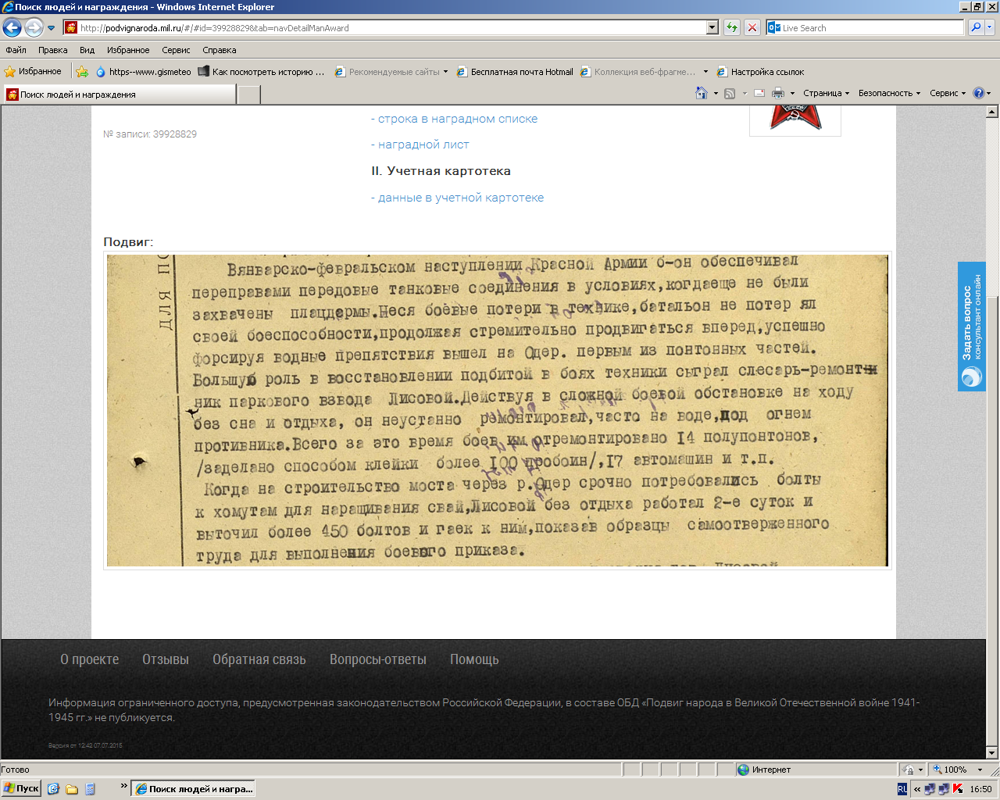 Поиск людей и награждения - Windows Internet Explorer
http://podvignaroda.mil.ru/#/#id=39928829&tab=navDetailManAward
Live Search
Файл Правка Вид Избранное Сервис Справка
Избранное https--www.gismeteo Как посмотреть историю ... Рекомендуемые сайты Бесплатная почта Hotmail Коллекция веб-фрагме... Настройка ссылок
Поиск людей и награждения
Страница Безопасность Сервис
- строка в наградном списке
№ записи: 39928829
- наградной лист
II. Учетная картотека
- данные в учетной картотеке
Подвиг:
ДЛЯ ПО
Вянварско-февральском наступлении Красной Армии б-он обеспечивал
переправами передовые танковые соединения в условиях,когдаеще не были
захвачены плацдармы.Неся боевые потери в технике,батальон не потер ял
своей боеспособности,продолжая стремительно продвигаться вперед,успешно
форсируя водные препятствия вышел на Одер. первым из понтонных частей.
Большую роль в восстановлении подбитой в боях техники сыграл слесарь-ремонт
ник паркового взвода Лисовой.Действуя в сложной боевой обстановке на ходу
без сна и отдыха, он неустанно ремонтировал,часто на воде,под огнем
противника.Всего за это время боев им отремонтировано 14 полупонтонов,
/заделано способом клейки более 100 пробоин/,17 автомашин и т.п.
Когда на строительство моста через р.Одер срочно потребовались болты
к хомутам для наращивания свай,Лисовой без отдыха работал 2-е суток и
выточил более 450 болтов и гаек к ним,показав образцы самоотверженного
труда для выполнения боевого приказа.
Задать вопрос
консультант онлайн
О проекте Отзывы Обратная связь Вопросы-ответы Помощь
Информация ограниченного доступа, предусмотренная законодательством Российской Федерации, в составе ОБД «Подвиг народа в Великой Отечественной войне 1941-
1945 гг.» не публикуется.
Версия от 12:42 07.07.2015
Готово Интернет 100%
Пуск » Поиск людей и награ... RU « 16:50